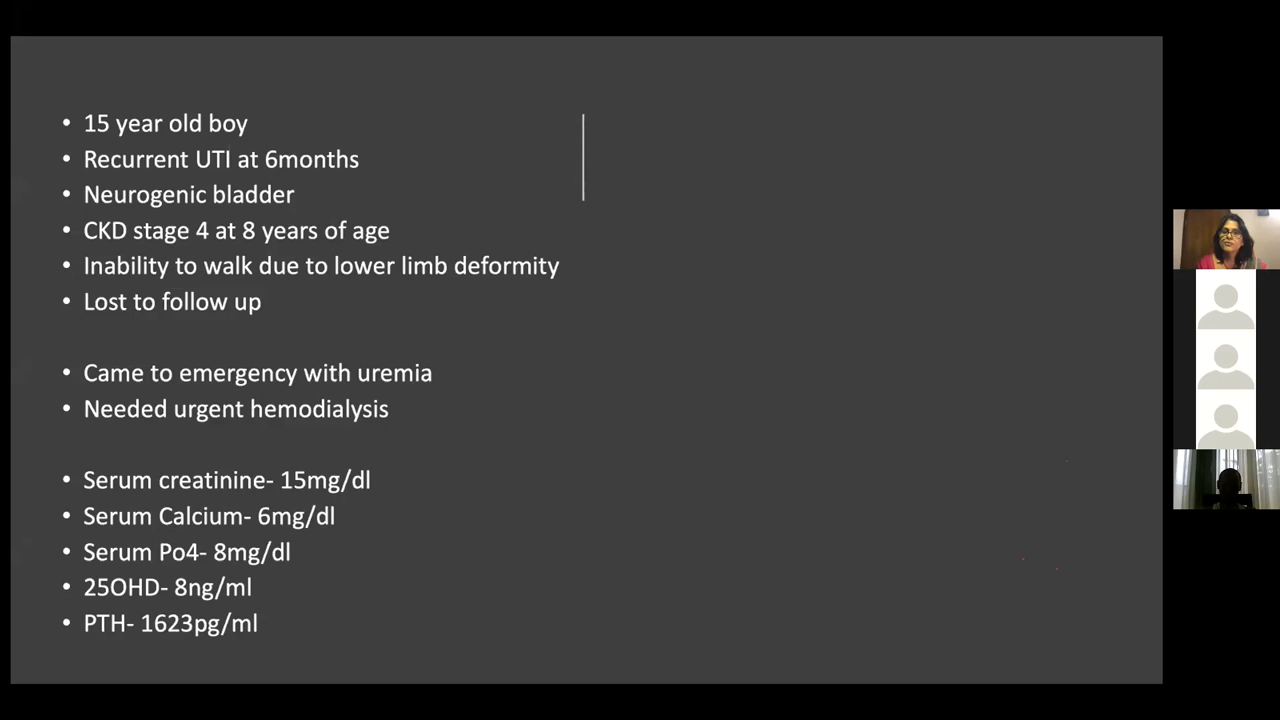 • 15 year old boy
• Recurrent UTI at 6months
• Neurogenic bladder
• CKD stage 4 at 8 years of age
• Inability to walk due to lower limb deformity
• Lost to follow up
• Came to emergency with uremia
• Needed urgent hemodialysis
• Serum creatinine- 15mg/dl
• Serum Calcium- 6mg/dl
• Serum Po4- 8mg/dl
• 25OHD- 8ng/ml
• PTH- 1623pg/ml